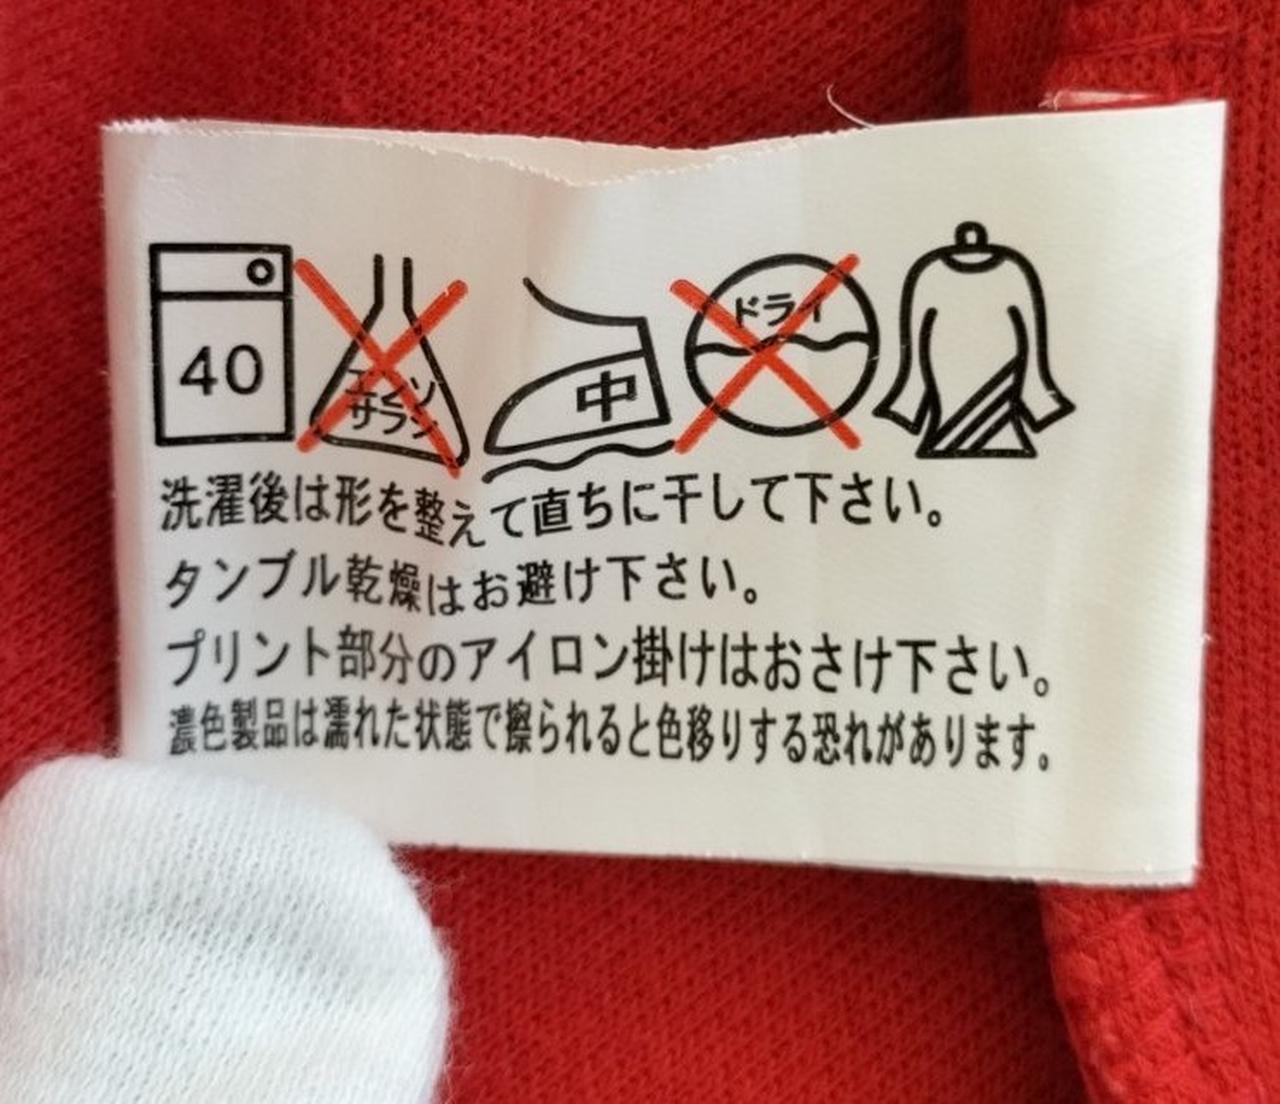 40
エンソ
サラシ
中
ドライ
洗濯後は形を整えて直ちに干して下さい。
タンブル乾燥はお避け下さい。
プリント部分のアイロン掛けはおさけ下さい。
濃色製品は濡れた状態で擦られると色移りする恐れがあります。